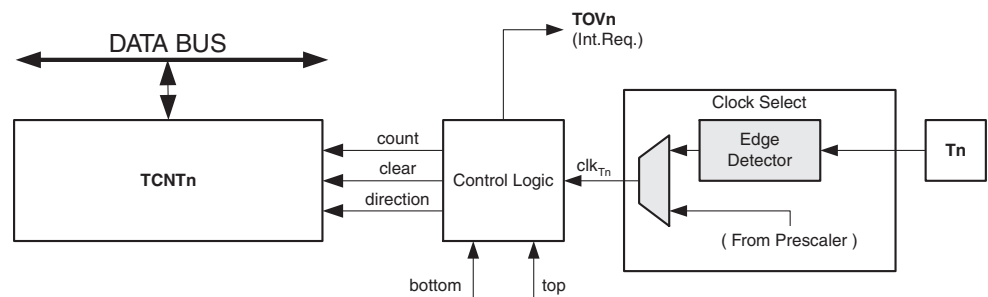 DATA BUS
TOVn
(Int.Req.)
Clock Select
TCNTn
count
clear
direction
Control Logic
clkTn
Edge
Detector
Tn
( From Prescaler )
bottom
top